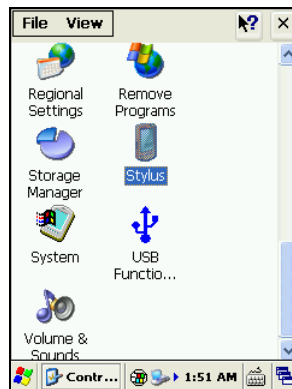 File View
Regional Settings
Remove Programs
Storage Manager
Stylus
System
USB Functio...
Volume & Sounds
Contr... 1:51 AM